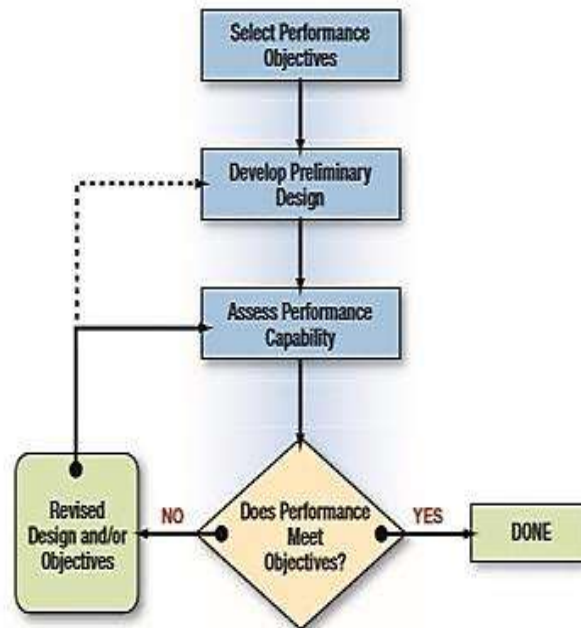 Select Performance
Objectives
Develop Preliminary
Design
Assess Performance
Capability
Does Performance
Meet
Objectives?
NO
YES
Revised
Design and/or
Objectives
DONE